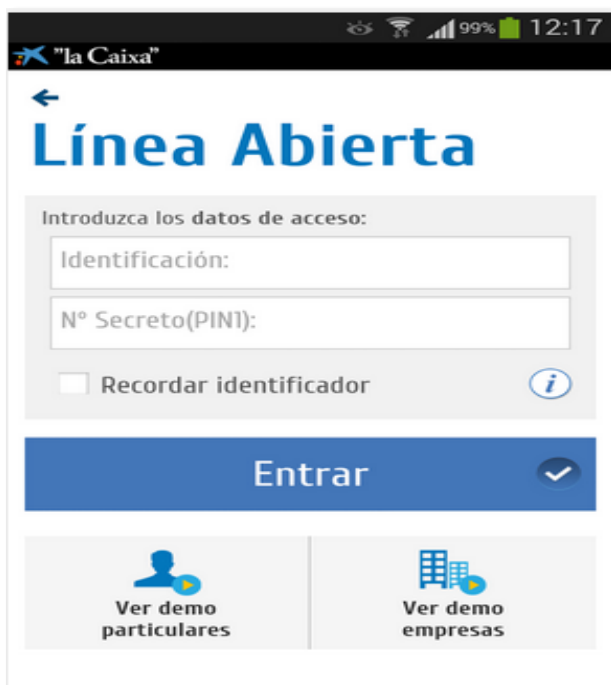 99% 12:17
"la Caixa"
Línea Abierta
Introduzca los datos de acceso:
Identificación:
Nº Secreto(PIN1):
Recordar identificador
i
Entrar
Ver demo
particulares
Ver demo
empresas